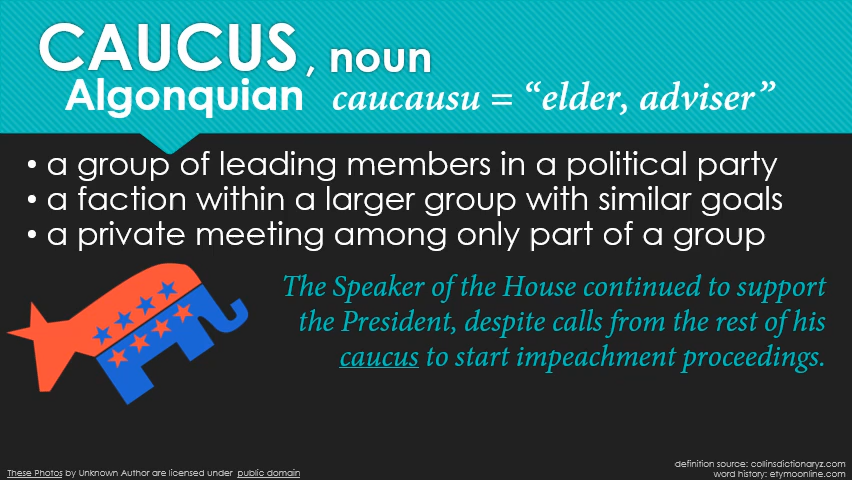 CAUCUS, noun
Algonquian caucausu = “elder, adviser”
• a group of leading members in a political party
• a faction within a larger group with similar goals
• a private meeting among only part of a group
The Speaker of the House continued to support
the President, despite calls from the rest of his
caucus to start impeachment proceedings.
These Photos by Unknown Author are licensed under public domain
definition source: collinsdictionaryz.com
word history: etymoonline.com